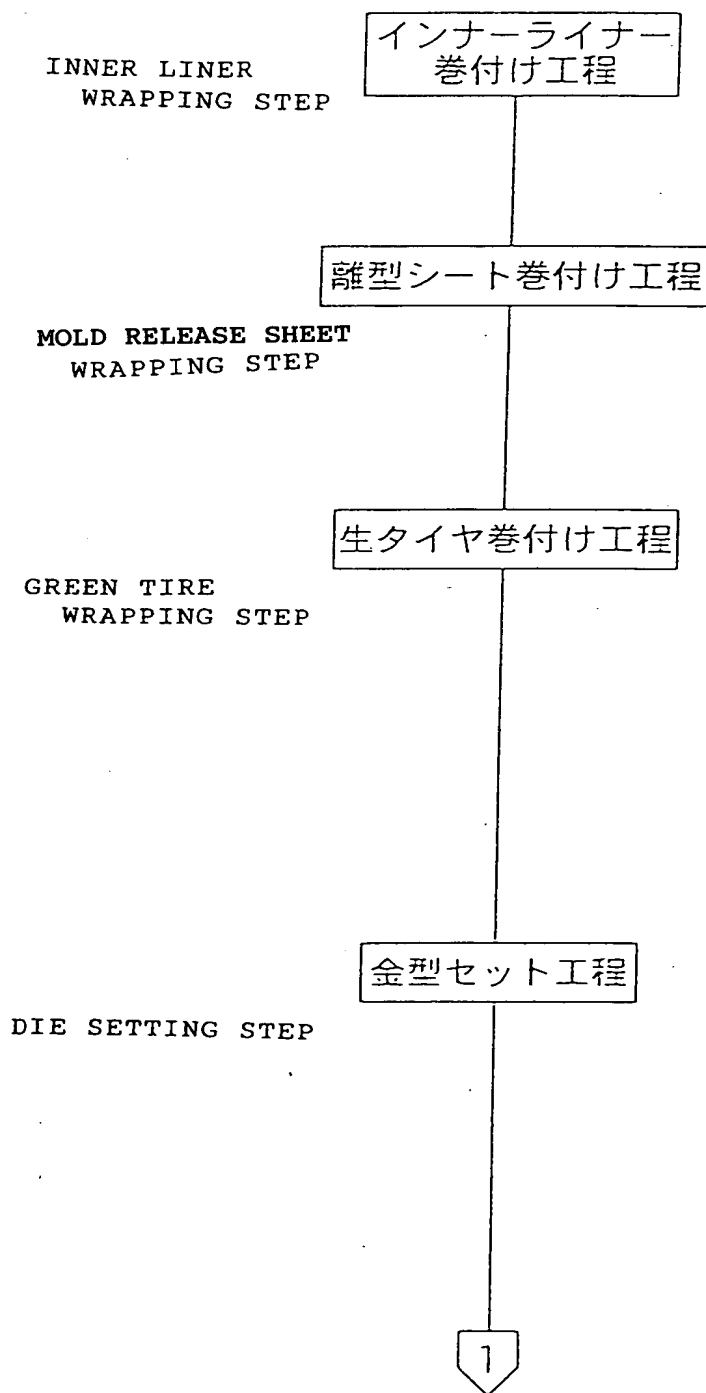 インナーライナー
巻付け工程
INNER LINER
WRAPPING STEP
離型シート巻付け工程
MOLD RELEASE SHEET
WRAPPING STEP
生タイヤ巻付け工程
GREEN TIRE
WRAPPING STEP
金型セット工程
DIE SETTING STEP
1